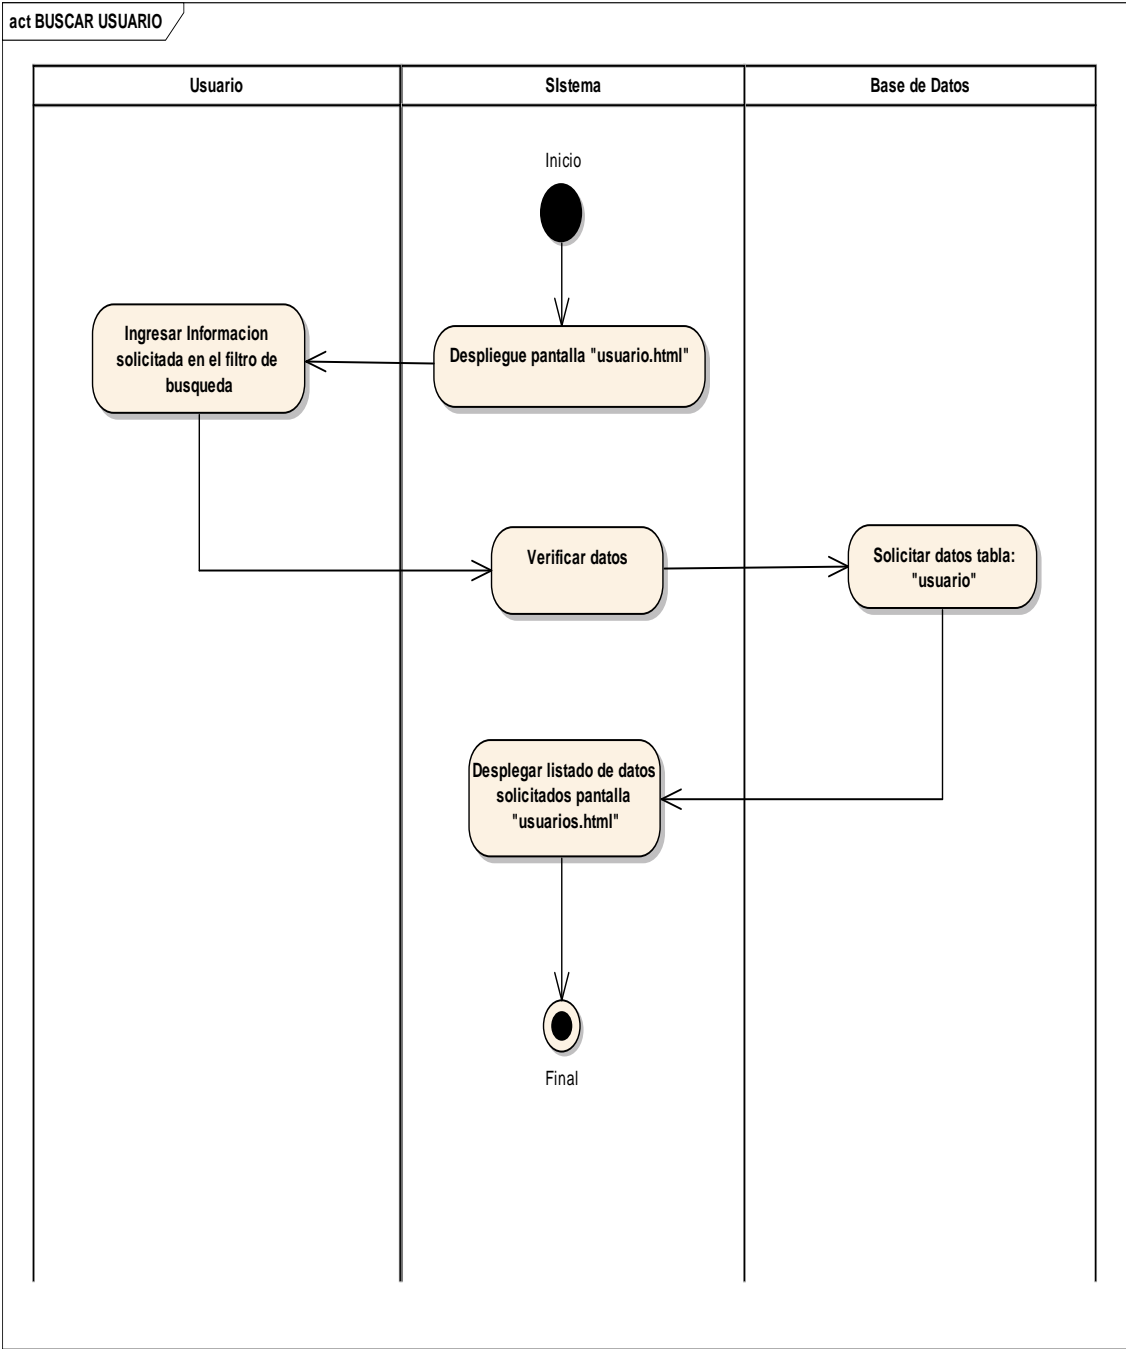 act BUSCAR USUARIO
Usuario
SIstema
Base de Datos
Inicio
Ingresar Informacion
solicitada en el filtro de
busqueda
Despliegue pantalla "usuario.html"
Verificar datos
Solicitar datos tabla:
"usuario"
Desplegar listado de datos
solicitados pantalla
"usuarios.html"
Final